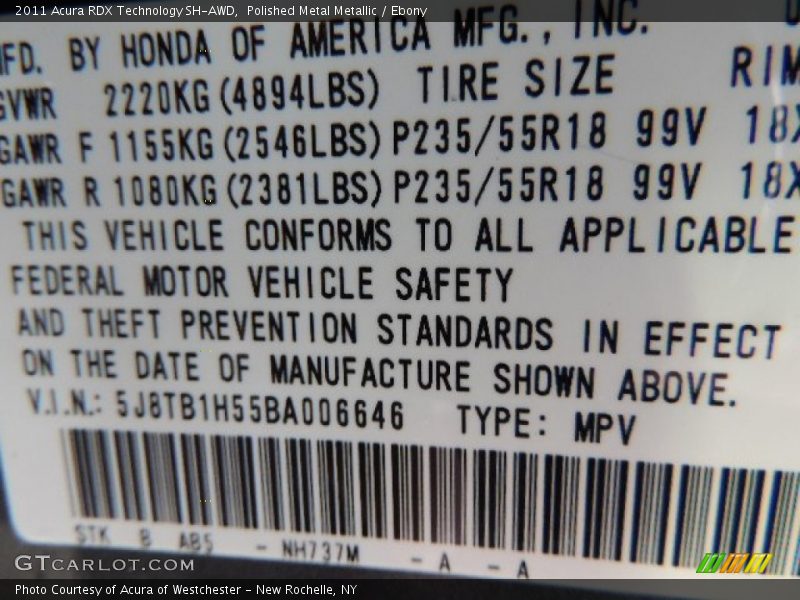 2011 Acura RDX Technology SH-AWD,  Polished Metal Metallic / Ebony
MFD. BY HONDA OF AMERICA MFG., INC.
GVWR 2220KG (4894LBS) TIRE SIZE RIM
GAWR F 1155KG (2546LBS) P235/55R18 99V 18X
GAWR R 1080KG (2381LBS) P235/55R18 99V 18X
THIS VEHICLE CONFORMS TO ALL APPLICABLE
FEDERAL MOTOR VEHICLE SAFETY
AND THEFT PREVENTION STANDARDS IN EFFECT
ON THE DATE OF MANUFACTURE SHOWN ABOVE.
V.I.N.: 5J8TB1H55BA006646 TYPE: MPV
STK B AB5 - NH737M - A - A
GTCARLOT.COM
Photo Courtesy of Acura of Westchester - New Rochelle, NY